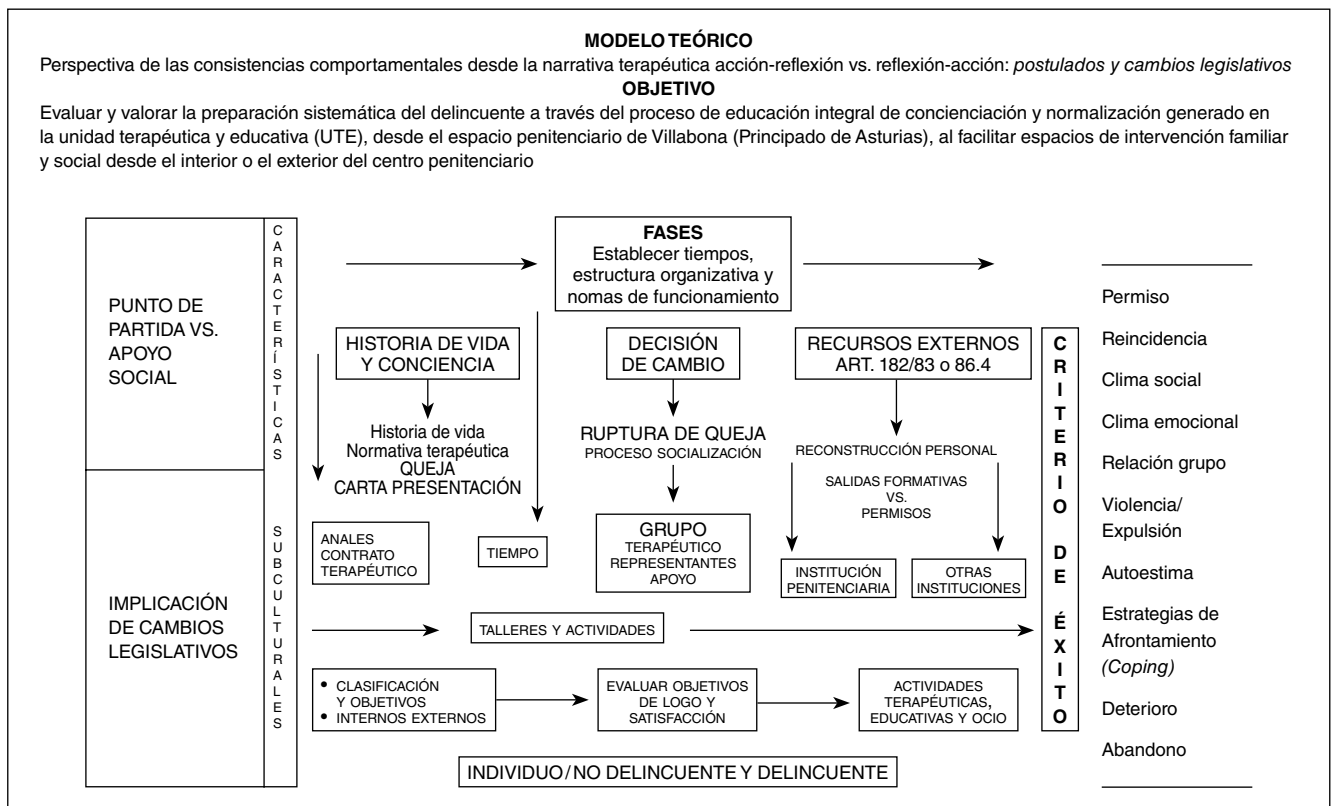 MODELO TEÓRICO
Perspectiva de las consistencias comportamentales desde la narrativa terapéutica acción-reflexión vs. reflexión-acción: postulados y cambios legislativos
OBJETIVO
Evaluar y valorar la preparación sistemática del delincuente a través del proceso de educación integral de concienciación y normalización generado en
la unidad terapéutica y educativa (UTE), desde el espacio penitenciario de Villabona (Principado de Asturias), al facilitar espacios de intervención familiar
y social desde el interior o el exterior del centro penitenciario
PUNTO DE
PARTIDA VS.
APOYO
SOCIAL
IMPLICACIÓN
DE CAMBIOS
LEGISLATIVOS
CARACTERÍSTICAS
SUBCULTURALES
FASES
Establecer tiempos,
estructura organizativa y
nomas de funcionamiento
HISTORIA DE VIDA
Y CONCIENCIA
Historia de vida
Normativa terapéutica
QUEJA
CARTA PRESENTACIÓN
ANALES
CONTRATO
TERAPÉUTICO
TIEMPO
DECISIÓN
DE CAMBIO
RUPTURA DE QUEJA
PROCESO SOCIALIZACIÓN
GRUPO
TERAPÉUTICO
REPRESENTANTES
APOYO
RECURSOS EXTERNOS
ART. 182/83 o 86.4
RECONSTRUCCIÓN PERSONAL
SALIDAS FORMATIVAS
VS.
PERMISOS
INSTITUCIÓN
PENITENCIARIA
OTRAS
INSTITUCIONES
TALLERES Y ACTIVIDADES
• CLASIFICACIÓN
Y OBJETIVOS
• INTERNOS EXTERNOS
EVALUAR OBJETIVOS
DE LOGO Y
SATISFACCIÓN
ACTIVIDADES
TERAPÉUTICAS,
EDUCATIVAS Y OCIO
INDIVIDUO/NO DELINCUENTE Y DELINCUENTE
CRITERIO DE ÉXITO
Permiso
Reincidencia
Clima social
Clima emocional
Relación grupo
Violencia/
Expulsión
Autoestima
Estrategias de
Afrontamiento
(Coping)
Deterioro
Abandono